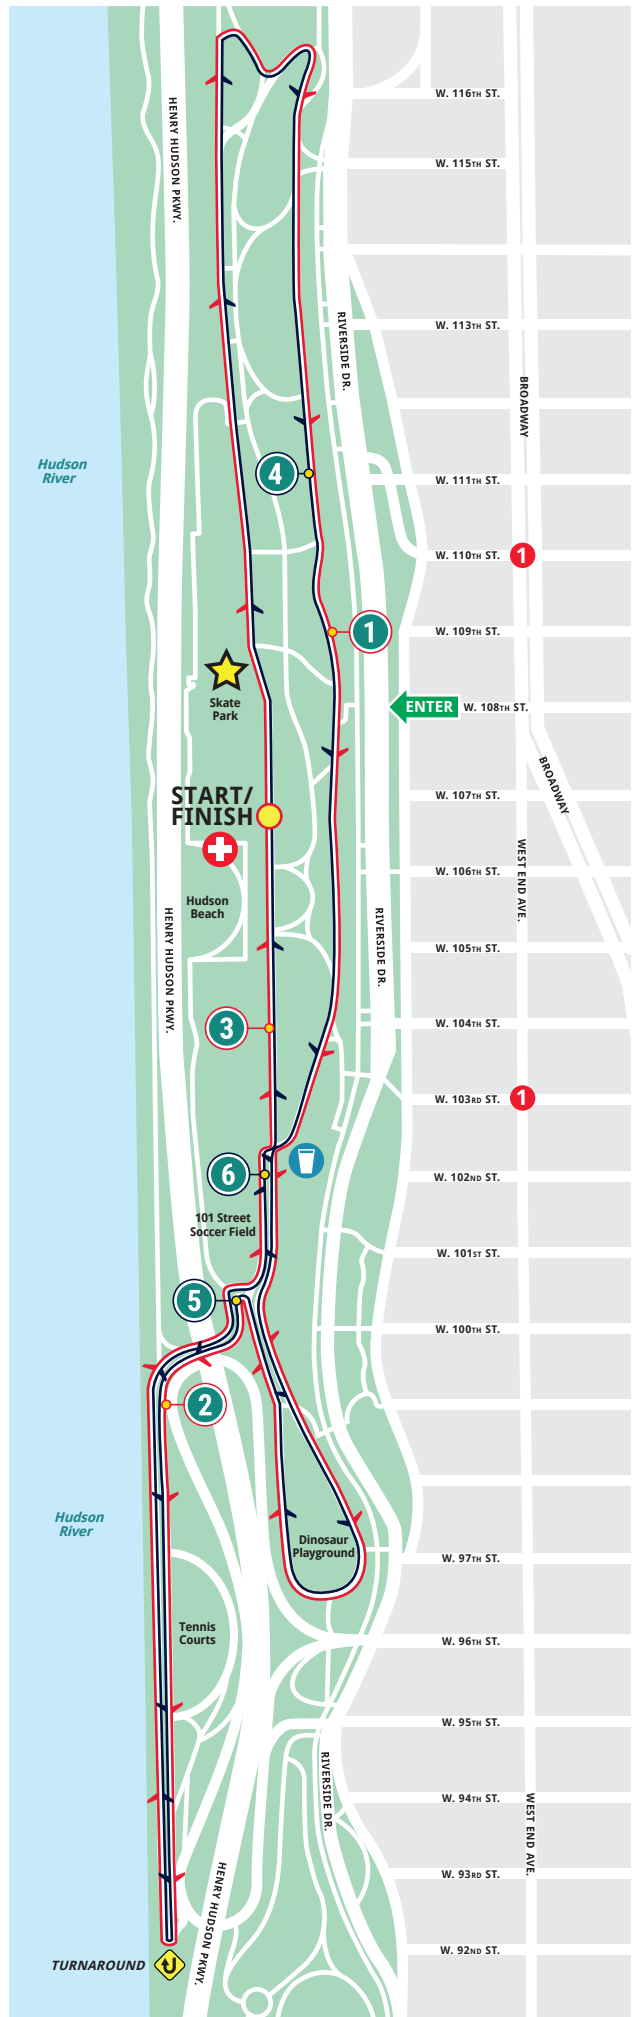 W. 116TH ST.
HENRY HUDSON PKWY.
W. 115TH ST.
RIVERSIDE DR.
W. 113TH ST.
BROADWAY
Hudson
River
4
W. 111TH ST.
W. 110TH ST.
1
1
W. 109TH ST.
Skate
Park
ENTER
W. 108TH ST.
START/
FINISH
W. 107TH ST.
BROADWAY
WEST END AVE.
W. 106TH ST.
Hudson
Beach
HENRY HUDSON PKWY.
RIVERSIDE DR.
W. 105TH ST.
3
W. 104TH ST.
W. 103RD ST.
1
6
W. 102ND ST.
101 Street
Soccer Field
W. 101ST ST.
5
W. 100TH ST.
2
Hudson
River
Dinosaur
Playground
W. 97TH ST.
Tennis
Courts
W. 96TH ST.
W. 95TH ST.
RIVERSIDE DR.
W. 94TH ST.
WEST END AVE.
W. 93RD ST.
HENRY HUDSON PKWY.
W. 92ND ST.
TURNAROUND